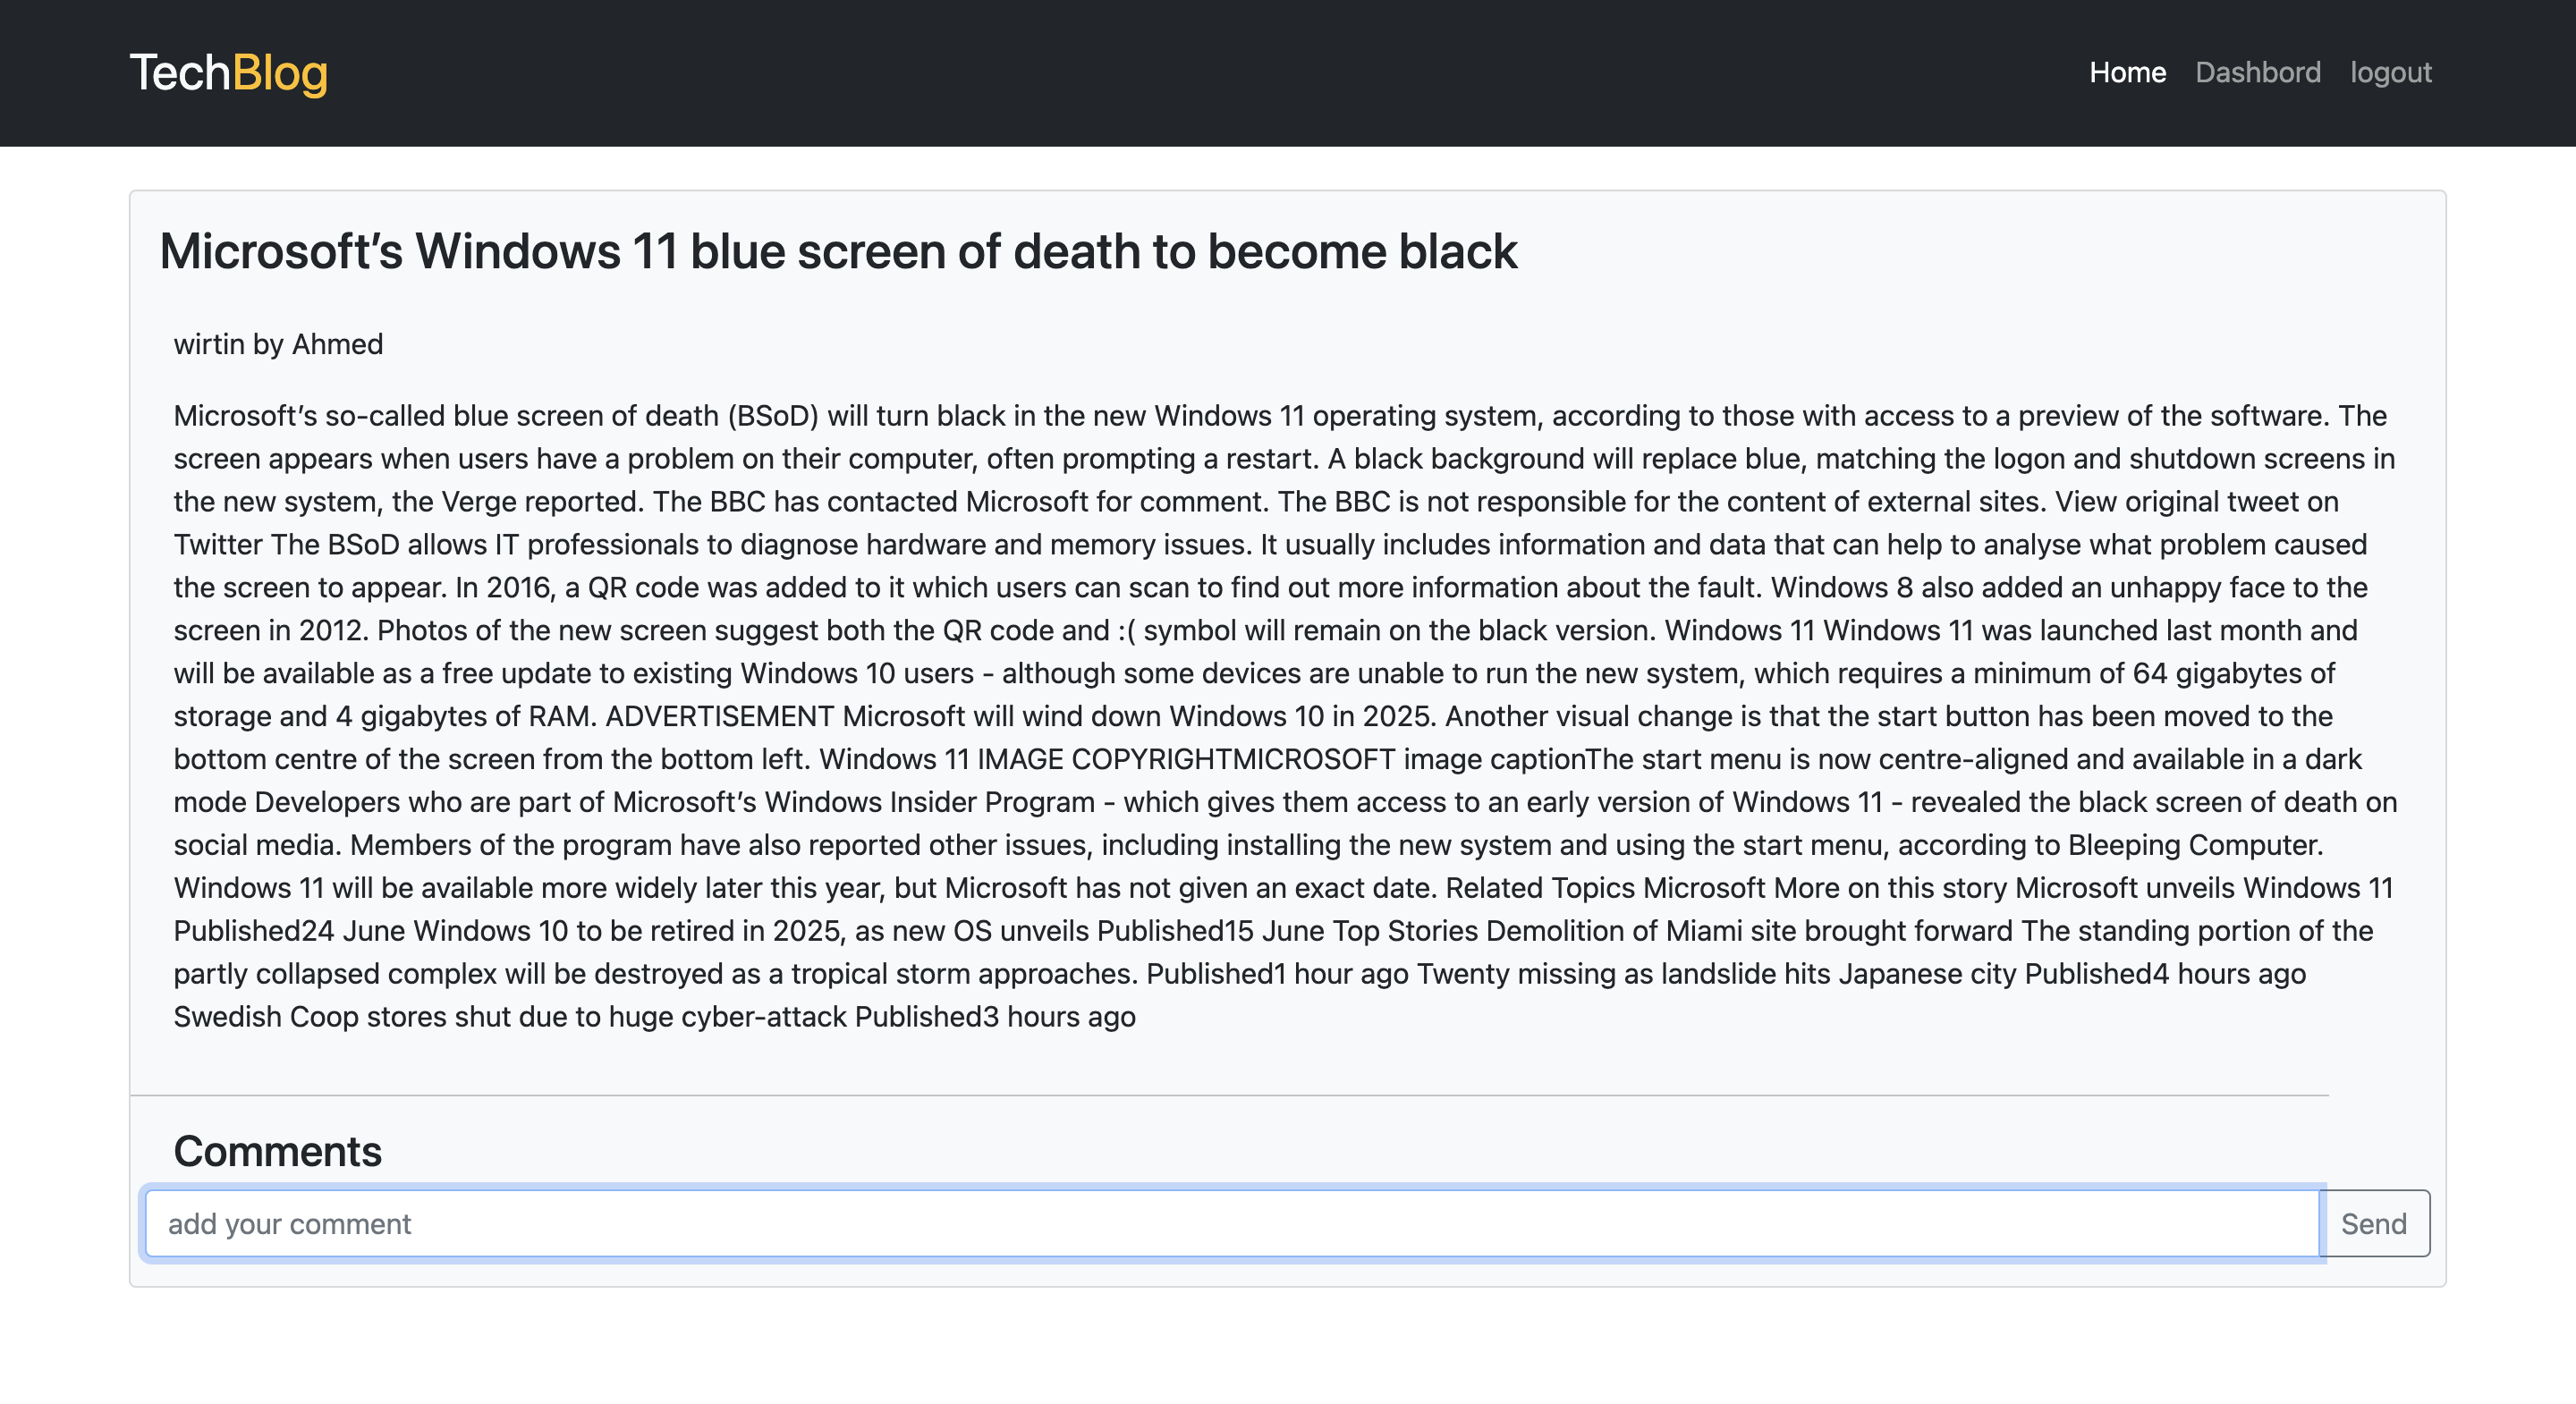 TechBlog
Home Dashbord logout
Microsoft’s Windows 11 blue screen of death to become black
wirtin by Ahmed
Microsoft’s so-called blue screen of death (BSoD) will turn black in the new Windows 11 operating system, according to those with access to a preview of the software. The
screen appears when users have a problem on their computer, often prompting a restart. A black background will replace blue, matching the logon and shutdown screens in
the new system, the Verge reported. The BBC has contacted Microsoft for comment. The BBC is not responsible for the content of external sites. View original tweet on
Twitter The BSoD allows IT professionals to diagnose hardware and memory issues. It usually includes information and data that can help to analyse what problem caused
the screen to appear. In 2016, a QR code was added to it which users can scan to find out more information about the fault. Windows 8 also added an unhappy face to the
screen in 2012. Photos of the new screen suggest both the QR code and :( symbol will remain on the black version. Windows 11 Windows 11 was launched last month and
will be available as a free update to existing Windows 10 users - although some devices are unable to run the new system, which requires a minimum of 64 gigabytes of
storage and 4 gigabytes of RAM. ADVERTISEMENT Microsoft will wind down Windows 10 in 2025. Another visual change is that the start button has been moved to the
bottom centre of the screen from the bottom left. Windows 11 IMAGE COPYRIGHTMICROSOFT image captionThe start menu is now centre-aligned and available in a dark
mode Developers who are part of Microsoft’s Windows Insider Program - which gives them access to an early version of Windows 11 - revealed the black screen of death on
social media. Members of the program have also reported other issues, including installing the new system and using the start menu, according to Bleeping Computer.
Windows 11 will be available more widely later this year, but Microsoft has not given an exact date. Related Topics Microsoft More on this story Microsoft unveils Windows 11
Published24 June Windows 10 to be retired in 2025, as new OS unveils Published15 June Top Stories Demolition of Miami site brought forward The standing portion of the
partly collapsed complex will be destroyed as a tropical storm approaches. Published1 hour ago Twenty missing as landslide hits Japanese city Published4 hours ago
Swedish Coop stores shut due to huge cyber-attack Published3 hours ago
Comments
add your comment Send